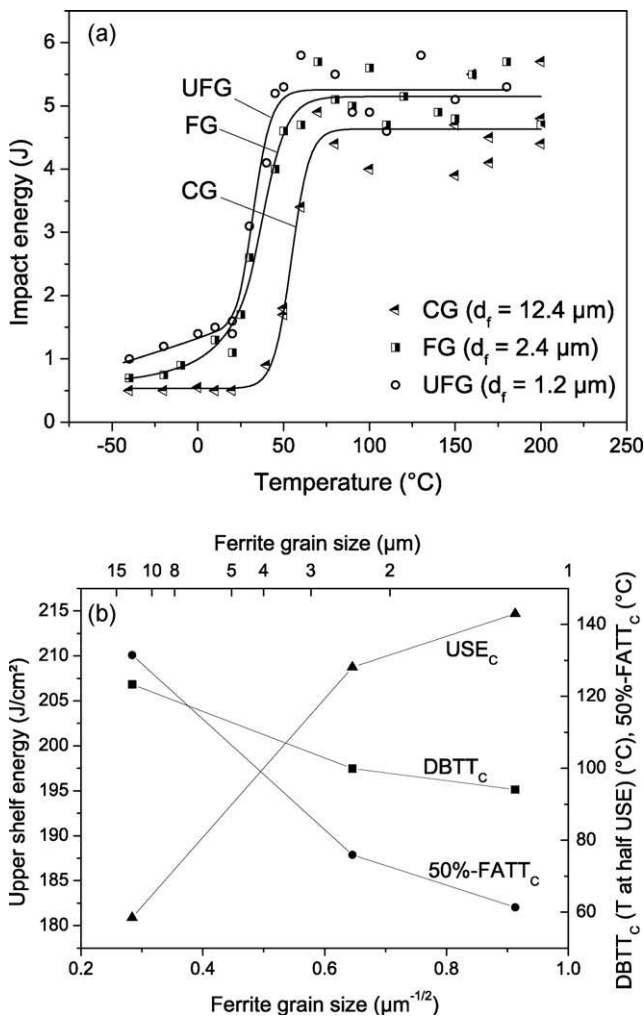 (a)
6
5
4
3
2
1
0
Impact energy (J)
UFG
FG
CG
CG (d_f = 12.4 µm)
FG (d_f = 2.4 µm)
UFG (d_f = 1.2 µm)
-50 0 50 100 150 200 250
Temperature (°C)
Ferrite grain size (µm)
15 10 8 5 4 3 2 1
(b)
215
210
205
200
195
190
185
180
Upper shelf energy (J/cm²)
USE_C
DBTT_C
50%-FATT_C
140
120
100
80
60
DBTT_C (T at half USE) (°C), 50%-FATT_C (°C)
0.2 0.4 0.6 0.8 1.0
Ferrite grain size (µm^-1/2)